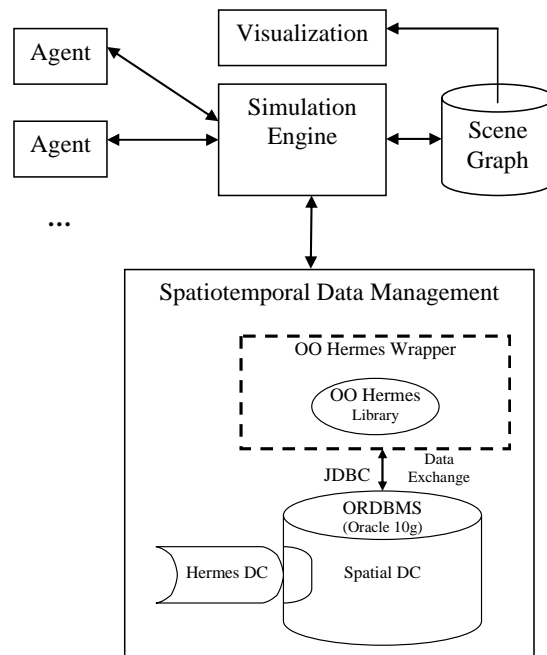 Visualization
Agent
Simulation
Engine
Scene
Graph
Agent
...
Spatiotemporal Data Management
OO Hermes Wrapper
OO Hermes
Library
JDBC
Data
Exchange
ORDBMS
(Oracle 10g)
Hermes DC
Spatial DC